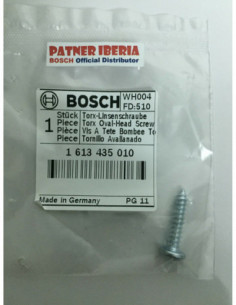 PATNER IBERIA
BOSCH Official Distributor
BOSCH
WH004
FD:510
1
Stück Torx-Linsenschraube
Piece Torx Oval-Head Screw
Pièce Vis A Tete Bombee To
Pieza Tornillo Avallanado
1 613 435 010
Made in Germany PG 11